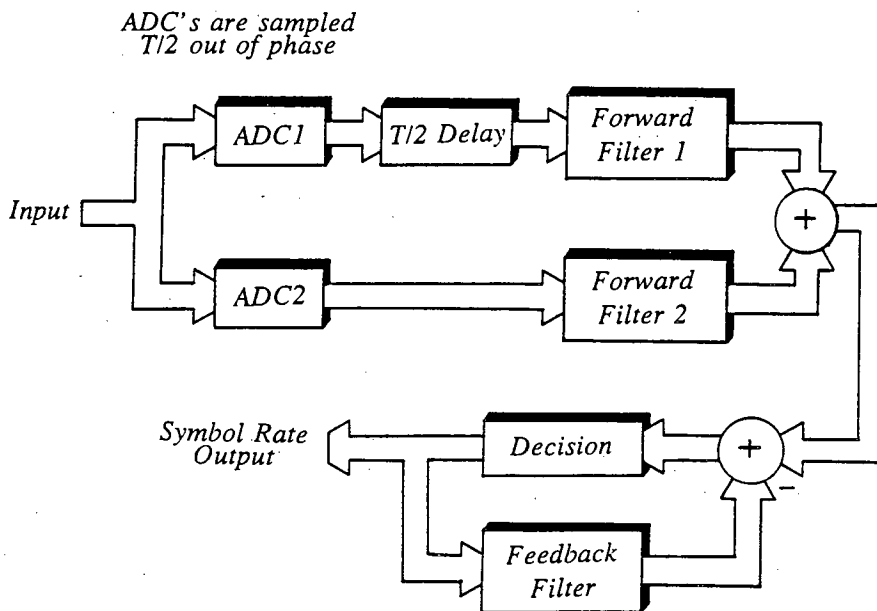 ADC's are sampled
T/2 out of phase
Input
ADC1
T/2 Delay
Forward
Filter 1
+
ADC2
Forward
Filter 2
Symbol Rate
Output
Decision
+
−
Feedback
Filter